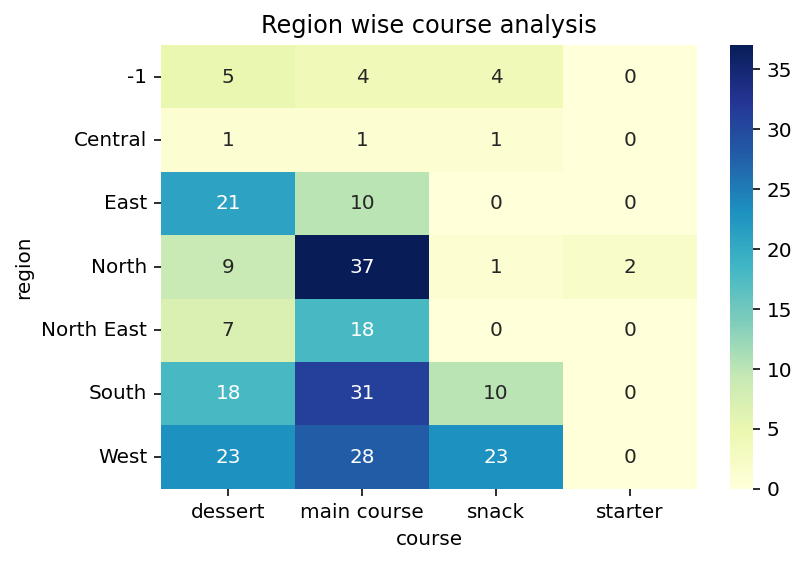 Region wise course analysis
-1 5 4 4 0
Central 1 1 1 0
East 21 10 0 0
North 9 37 1 2
North East 7 18 0 0
South 18 31 10 0
West 23 28 23 0
dessert main course snack starter
course
region
35
30
25
20
15
10
5
0